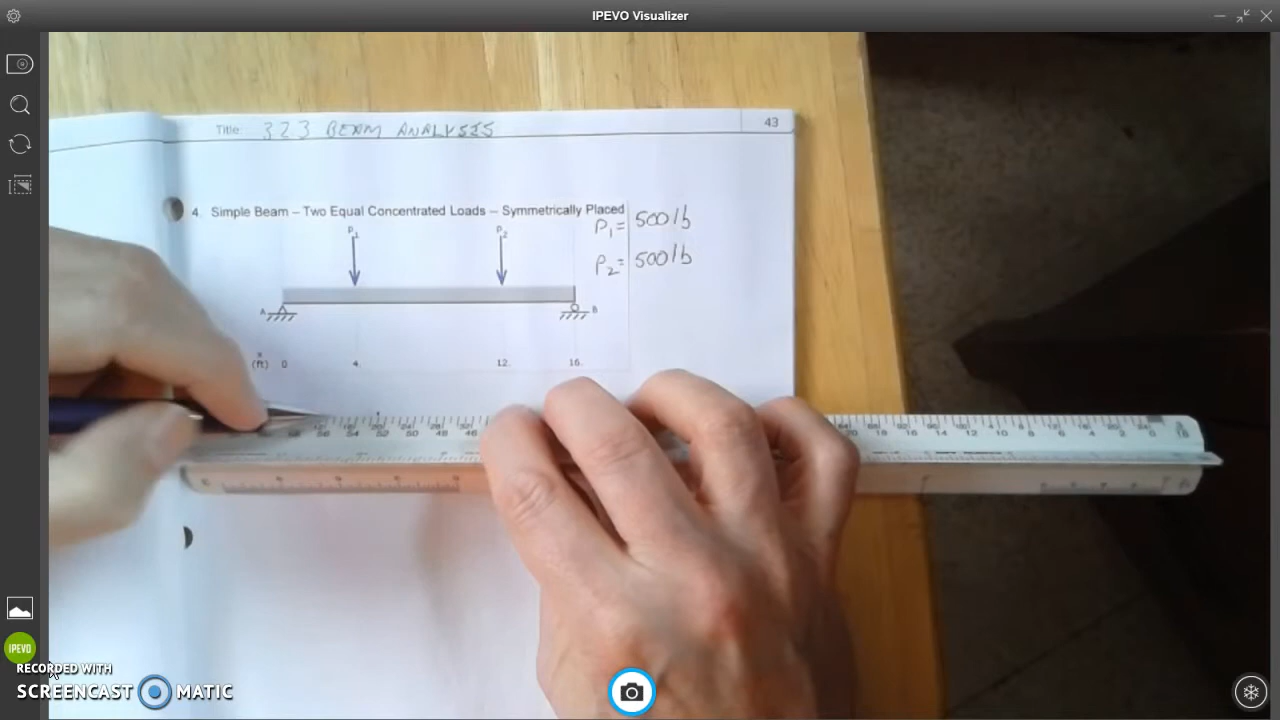 IPEVO Visualizer
Title: 323 BEAM ANALYSES
43
4. Simple Beam – Two Equal Concentrated Loads – Symmetrically Placed
P1 = 500 lb
P2 = 500 lb
P1
P2
A
B
x
(ft) 0 4. 12. 16.
IPEVO
RECORDED WITH
SCREENCAST MATIC